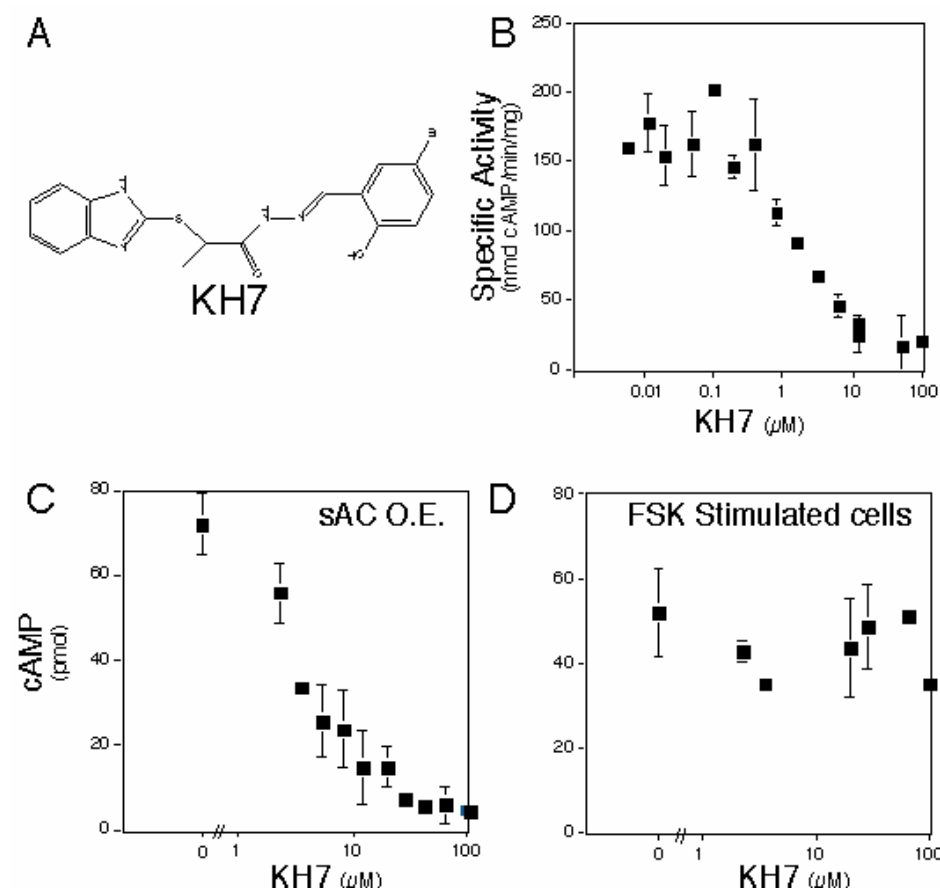 A
H
N
S
N
H
N
N
O
B
HO
KH7
B
Specific Activity
(nmol cAMP/min/mg)
250
200
150
100
50
0
0.01 0.1 1 10 100
KH7 (µM)
C
sAC O.E.
cAMP
(pmol)
80
60
40
20
0
0 // 1 10 100
KH7 (µM)
D
FSK Stimulated cells
80
60
40
20
0
0 // 1 10 100
KH7 (µM)